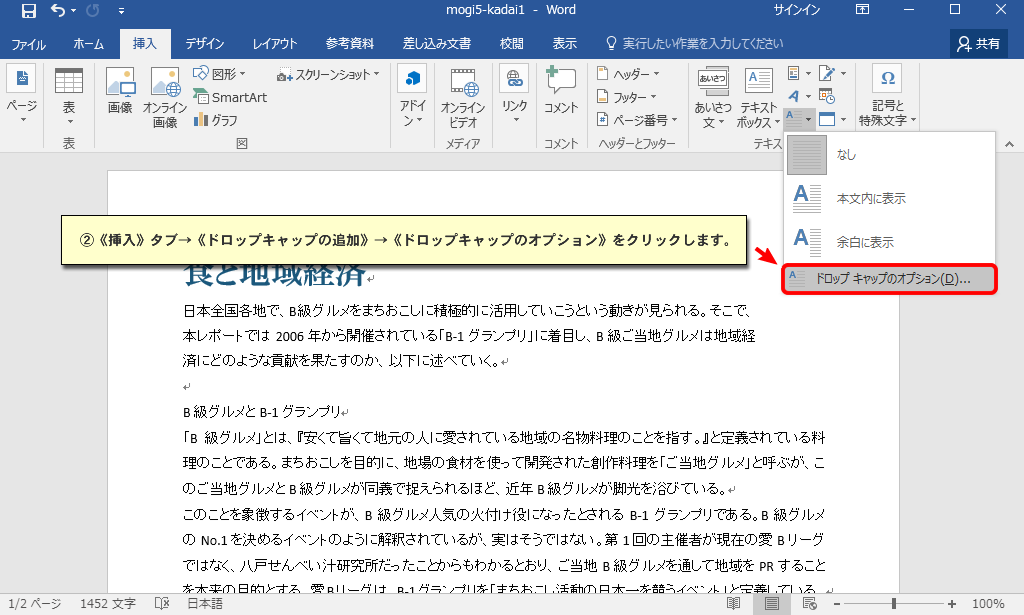 mogi5-kadai1 - Word
サインイン
ファイル ホーム 挿入 デザイン レイアウト 参考資料 差し込み文書 校閲 表示 実行したい作業を入力してください 共有
ページ
表
表
画像
オンライン
画像
図形
SmartArt
グラフ
スクリーンショット
図
アドイ
ン
オンライン
ビデオ
メディア
リンク
コメント
コメント
ヘッダー
フッター
ページ番号
ヘッダーとフッター
あいさつ
あいさつ
文
テキスト
ボックス
テキス
Ω
記号と
特殊文字
なし
本文内に表示
余白に表示
ドロップ キャップのオプション(D)...
②《挿入》タブ→《ドロップキャップの追加》→《ドロップキャップのオプション》をクリックします。
食と地域経済
日本全国各地で、B級グルメをまちおこしに積極的に活用していこうという動きが見られる。そこで、
本レポートでは 2006 年から開催されている「B-1 グランプリ」に着目し、B 級ご当地グルメは地域経
済にどのような貢献を果たすのか、以下に述べていく。
B 級グルメと B-1 グランプリ
「B 級グルメ」とは、『安くて旨くて地元の人に愛されている地域の名物料理のことを指す。』と定義されている料
理のことである。まちおこしを目的に、地場の食材を使って開発された創作料理を「ご当地グルメ」と呼ぶが、こ
のご当地グルメと B 級グルメが同義で捉えられるほど、近年 B 級グルメが脚光を浴びている。
このことを象徴するイベントが、B 級グルメ人気の火付け役になったとされる B-1 グランプリである。B 級グルメ
の No.1 を決めるイベントのように解釈されているが、実はそうではない。第 1 回の主催者が現在の愛 B リーグ
ではなく、八戸せんべい汁研究所だったことからもわかるとおり、ご当地 B 級グルメを通して地域を PR すること
を本来の目的とする。愛 B リーグは、B-1 グランプリを「まちおこし活動の日本一を競うイベント」と定義している。
1/2 ページ 1452 文字 日本語 100%